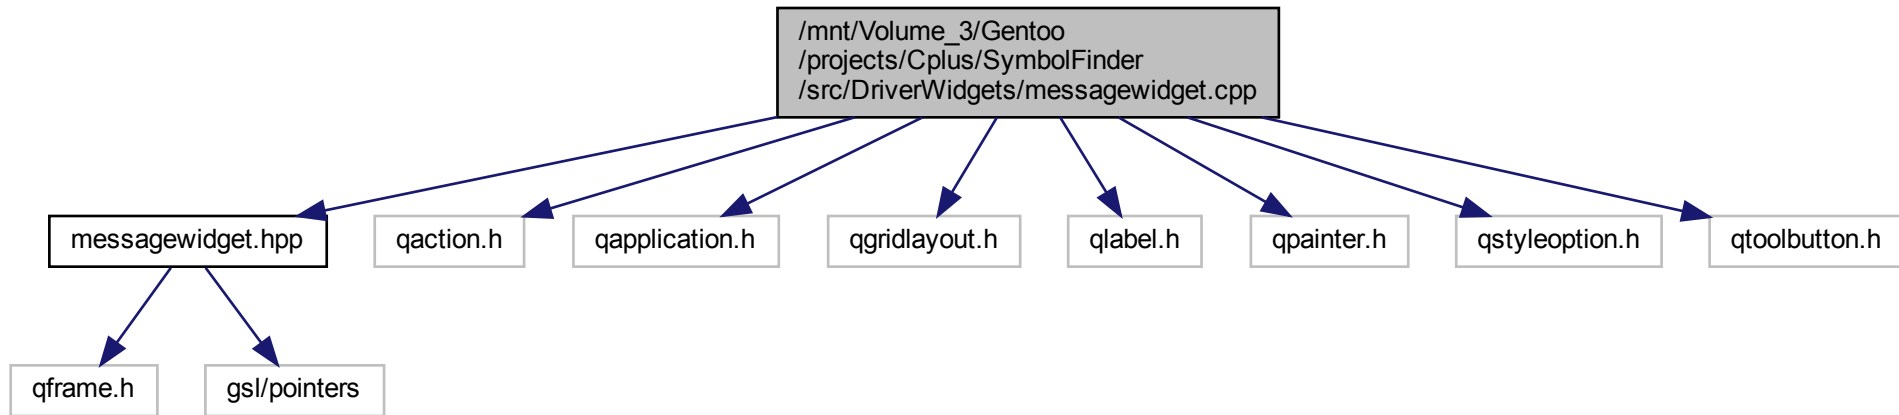 /mnt/Volume_3/Gentoo
/projects/Cplus/SymbolFinder
/src/DriverWidgets/messagewidget.cpp
messagewidget.hpp
qaction.h
qapplication.h
qgridlayout.h
qlabel.h
qpainter.h
qstyleoption.h
qtoolbutton.h
qframe.h
gsl/pointers